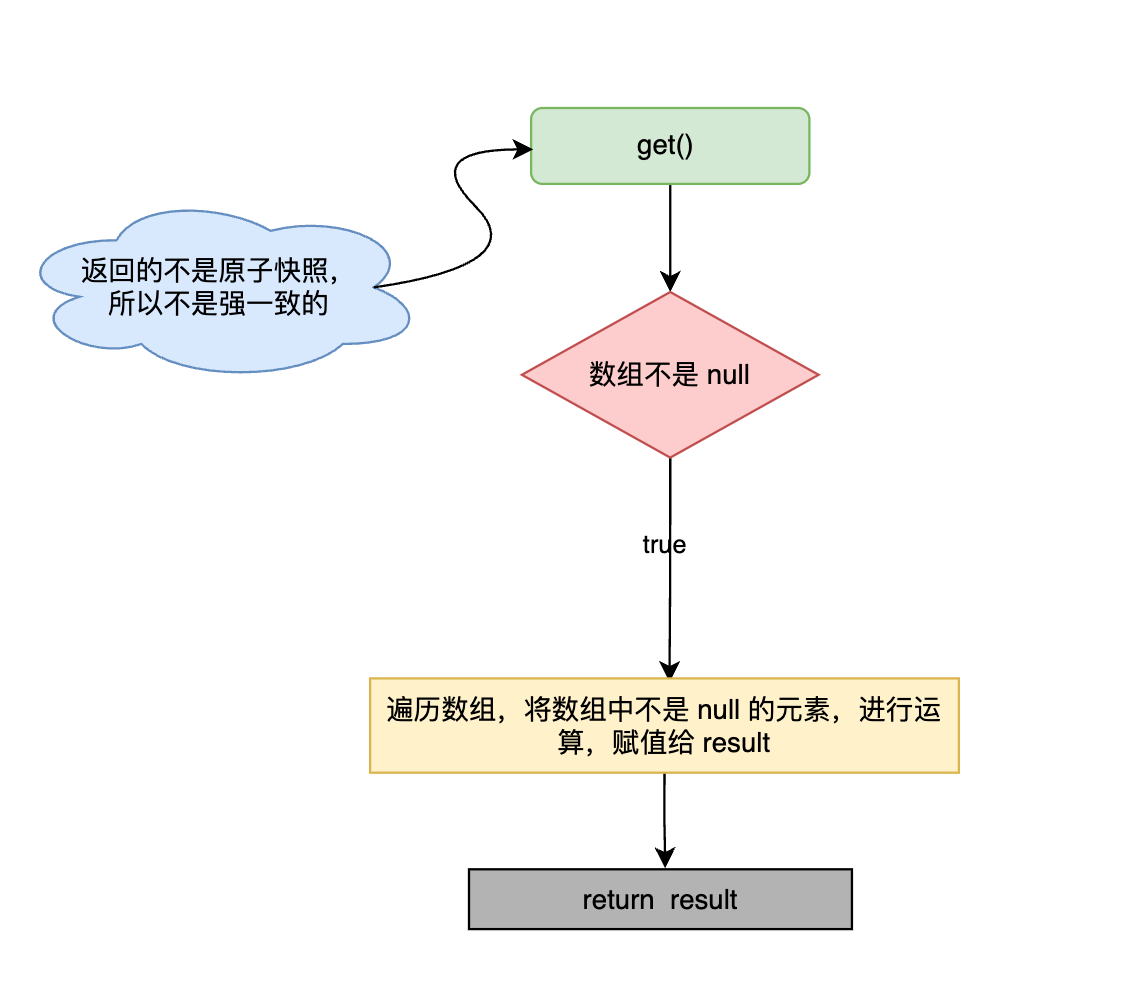 get()
返回的不是原子快照，
所以不是强一致的
数组不是 null
true
遍历数组，将数组中不是 null 的元素，进行运
算，赋值给 result
return  result